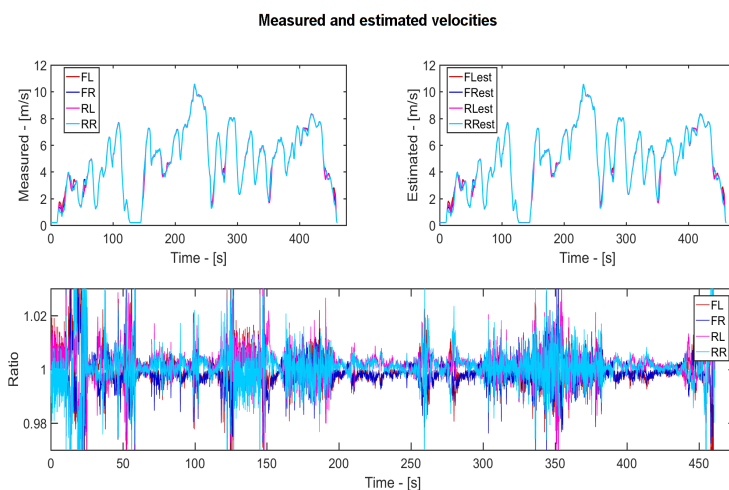 Measured and estimated velocities
12
10
8
6
4
2
0
Measured - [m/s]
FL
FR
RL
RR
0 100 200 300 400
Time - [s]
12
10
8
6
4
2
0
Estimated - [m/s]
FLest
FRest
RLest
RRest
0 100 200 300 400
Time - [s]
1.02
1
0.98
Ratio
FL
FR
RL
RR
0 50 100 150 200 250 300 350 400 450
Time - [s]